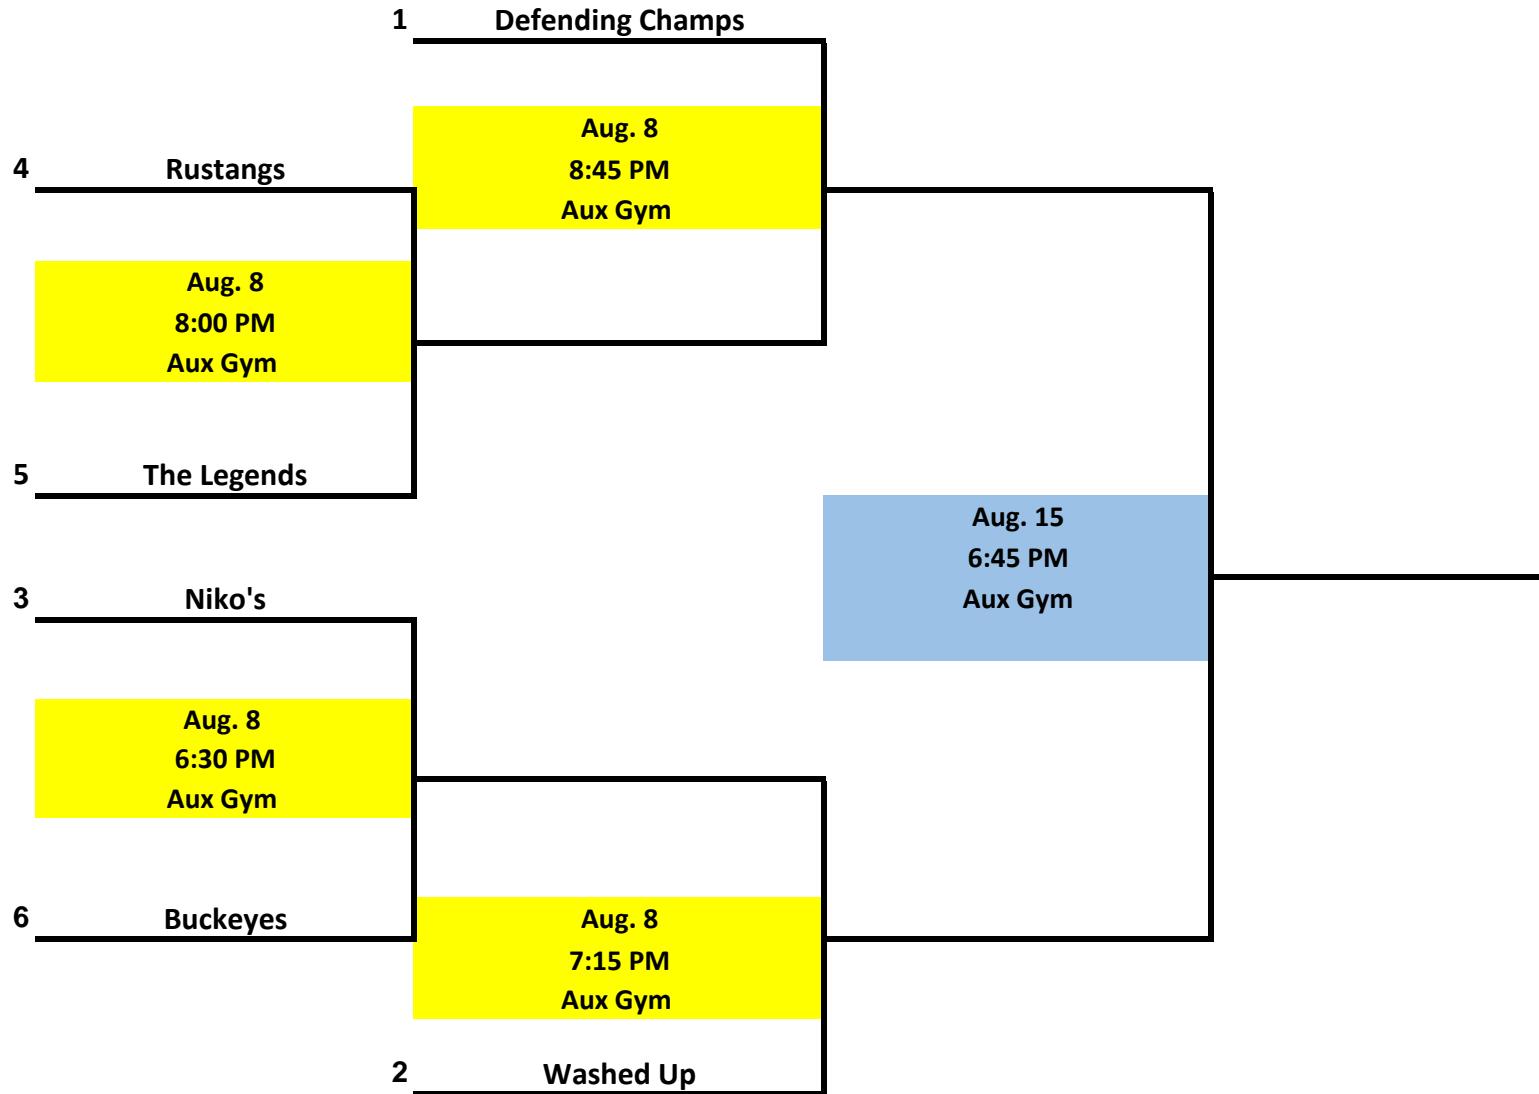 1 Defending Champs
Aug. 8
8:45 PM
Aux Gym
4 Rustangs
Aug. 8
8:00 PM
Aux Gym
5 The Legends
Aug. 15
6:45 PM
Aux Gym
3 Niko's
Aug. 8
6:30 PM
Aux Gym
6 Buckeyes
Aug. 8
7:15 PM
Aux Gym
2 Washed Up